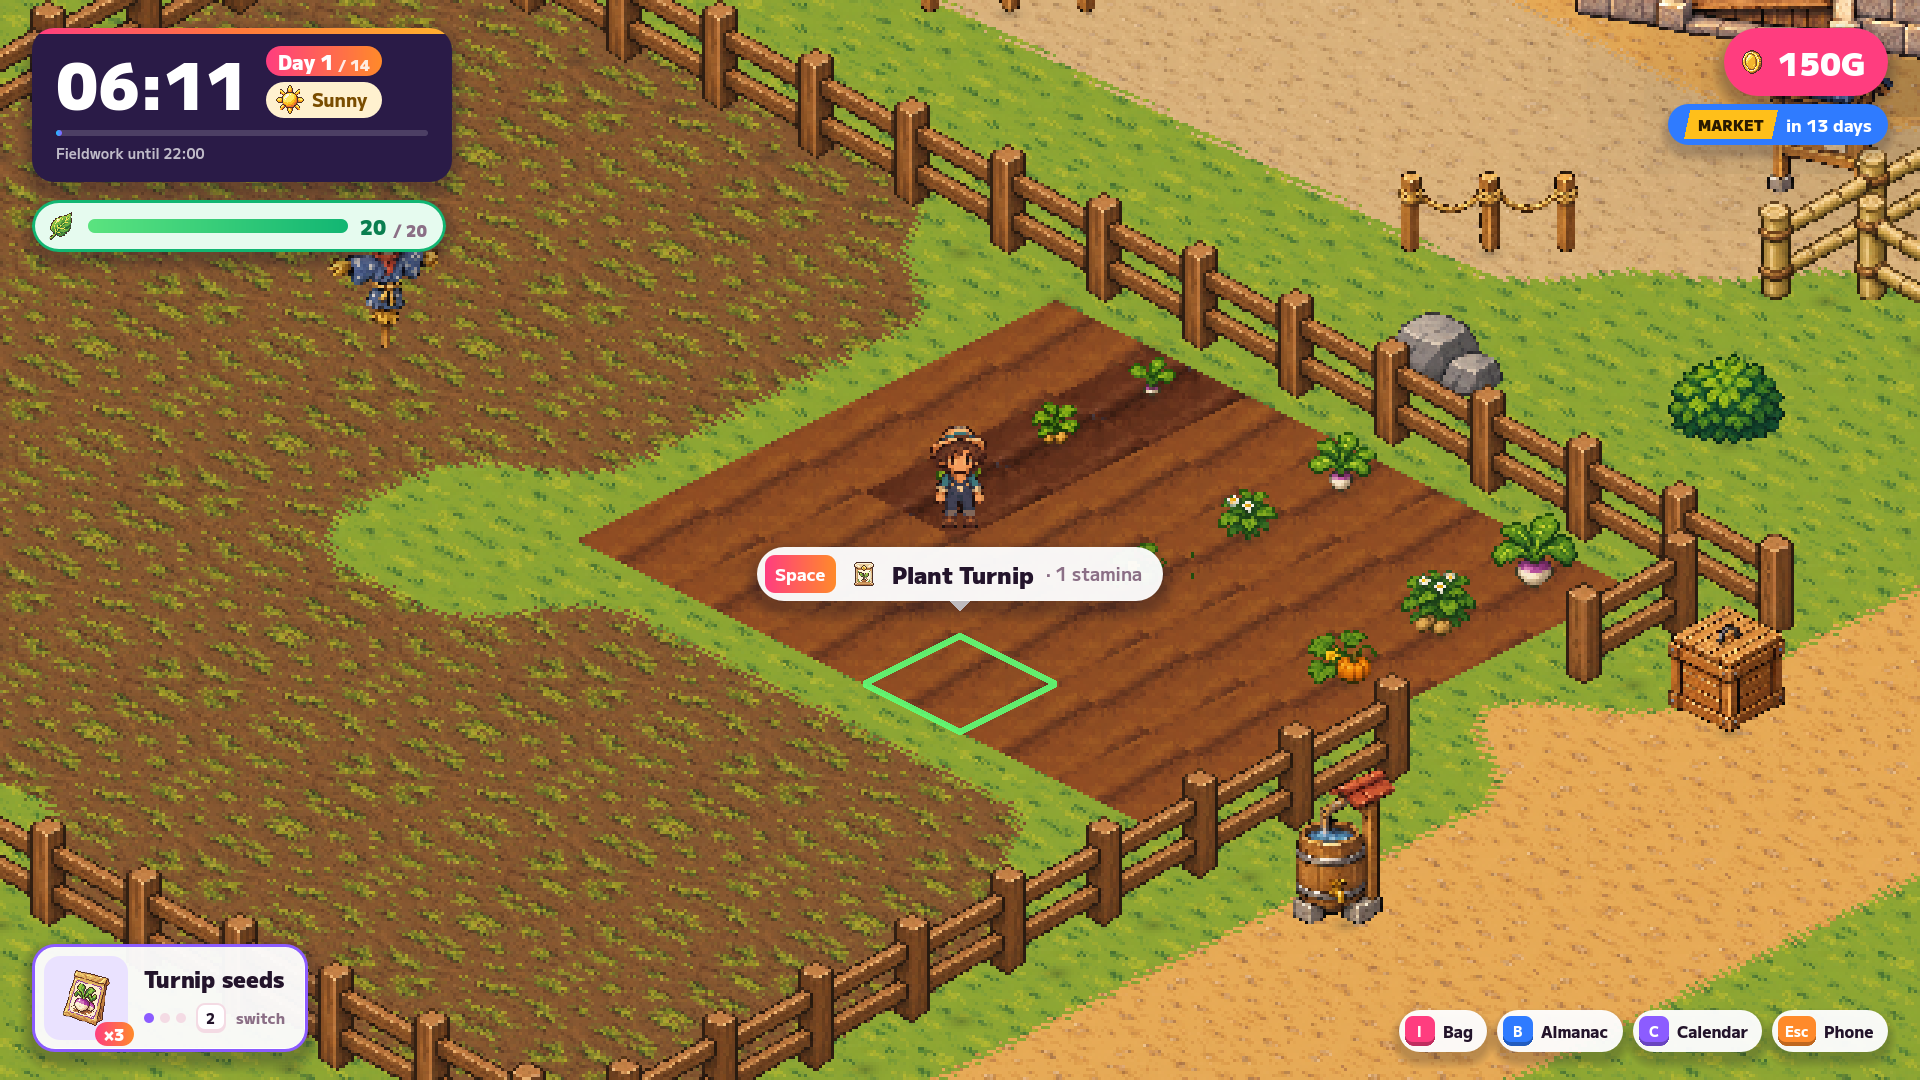 06:11
Day 1 / 14
Sunny
Fieldwork until 22:00
20 / 20
150G
MARKET in 13 days
Space Plant Turnip · 1 stamina
Turnip seeds
x3
2 switch
I Bag
B Almanac
C Calendar
Esc Phone